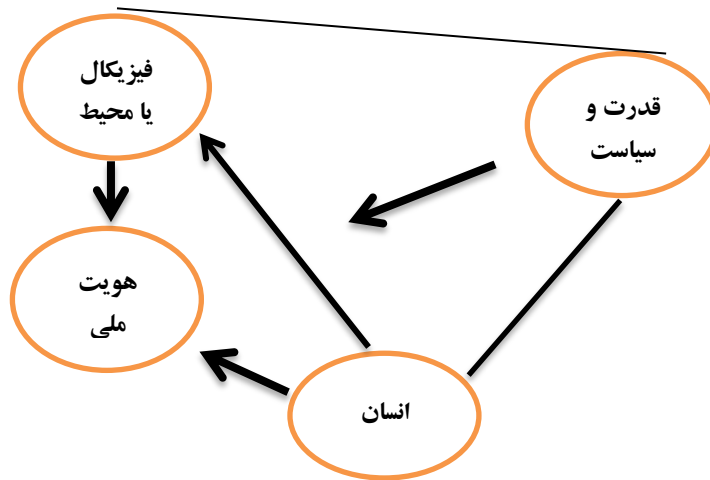 فیزیکال
یا محیط
قدرت و
سیاست
هویت
ملی
انسان